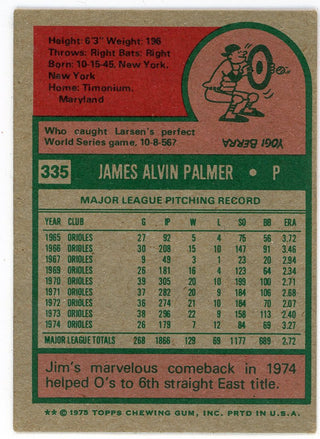 Height: 6'3" Weight: 196
Throws: Right Bats: Right
Born: 10-15-45, New York.
New York
Home: Timonium,
Maryland
Who caught Larsen's perfect
World Series game, 10-8-56?
YOGI BERRA
335 JAMES ALVIN PALMER • P
MAJOR LEAGUE PITCHING RECORD
YEAR CLUB G IP W L SO BB ERA
1965 ORIOLES 27 92 5 4 75 56 3.72
1966 ORIOLES 30 208 15 10 147 91 3.46
1967 ORIOLES 9 49 3 1 23 20 2.94
1969 ORIOLES 26 181 16 4 123 64 2.34
1970 ORIOLES 39 305 20 10 199 100 2.71
1971 ORIOLES 37 282 20 9 184 106 2.68
1972 ORIOLES 36 274 21 10 184 70 2.07
1973 ORIOLES 38 296 22 9 158 113 2.40
1974 ORIOLES 26 179 7 12 84 69 3.27
MAJOR LEAGUE TOTALS 268 1866 129 69 1177 689 2.72
Jim's marvelous comeback in 1974
helped O's to 6th straight East title.
** © 1975 TOPPS CHEWING GUM, INC. PRTD IN U.S.A.